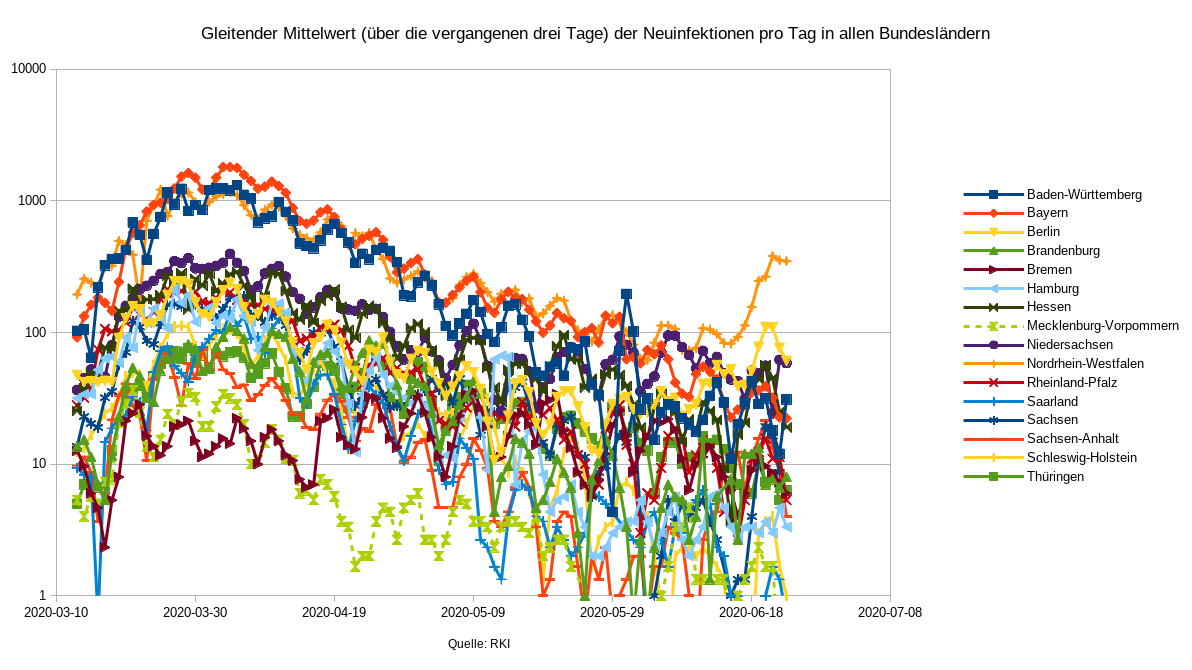 Gleitender Mittelwert (über die vergangenen drei Tage) der Neuinfektionen pro Tag in allen Bundesländern
10000
1000
100
10
1
2020-03-10
2020-03-30
2020-04-19
2020-05-09
2020-05-29
2020-06-18
2020-07-08
Baden-Württemberg
Bayern
Berlin
Brandenburg
Bremen
Hamburg
Hessen
Mecklenburg-Vorpommern
Niedersachsen
Nordrhein-Westfalen
Rheinland-Pfalz
Saarland
Sachsen
Sachsen-Anhalt
Schleswig-Holstein
Thüringen
Quelle: RKI